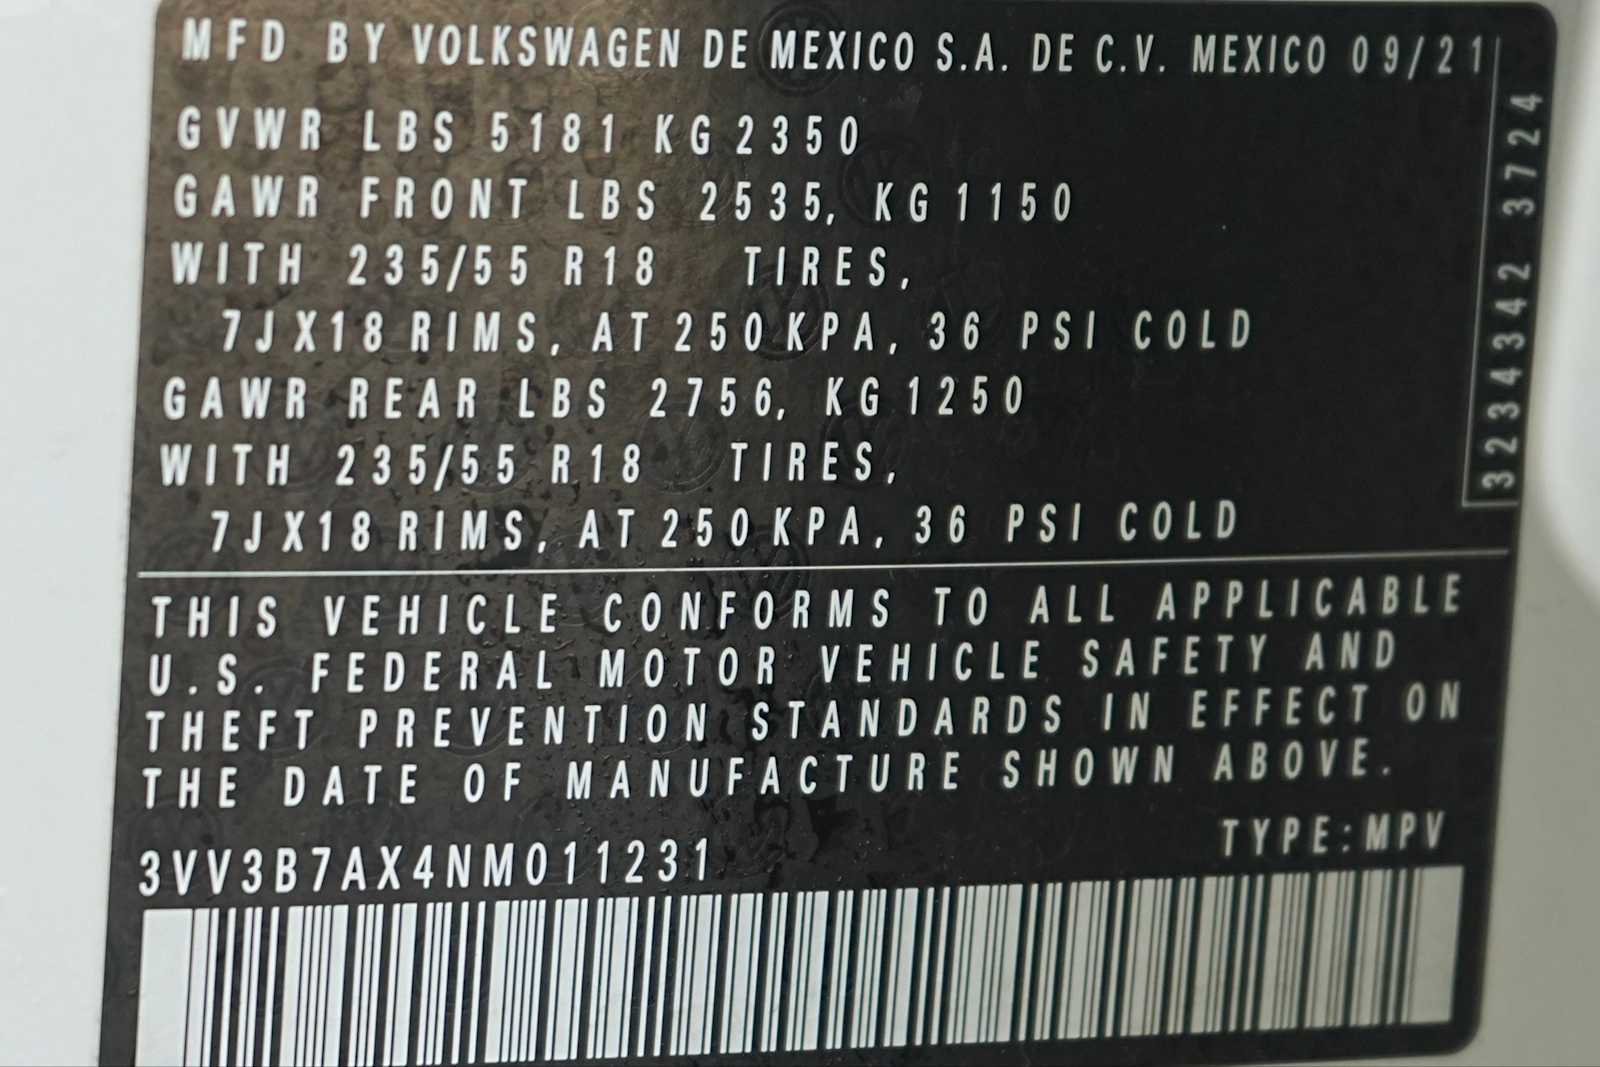 MFD BY VOLKSWAGEN DE MEXICO S.A. DE C.V. MEXICO 09/21
GVWR LBS 5181 KG 2350
GAWR FRONT LBS 2535, KG 1150
WITH 235/55 R18 TIRES,
7JX18 RIMS, AT 250 KPA, 36 PSI COLD
GAWR REAR LBS 2756, KG 1250
WITH 235/55 R18 TIRES,
7JX18 RIMS, AT 250 KPA, 36 PSI COLD
3234342 3724
THIS VEHICLE CONFORMS TO ALL APPLICABLE
U.S. FEDERAL MOTOR VEHICLE SAFETY AND
THEFT PREVENTION STANDARDS IN EFFECT ON
THE DATE OF MANUFACTURE SHOWN ABOVE.
TYPE:MPV
3VV3B7AX4NM011231